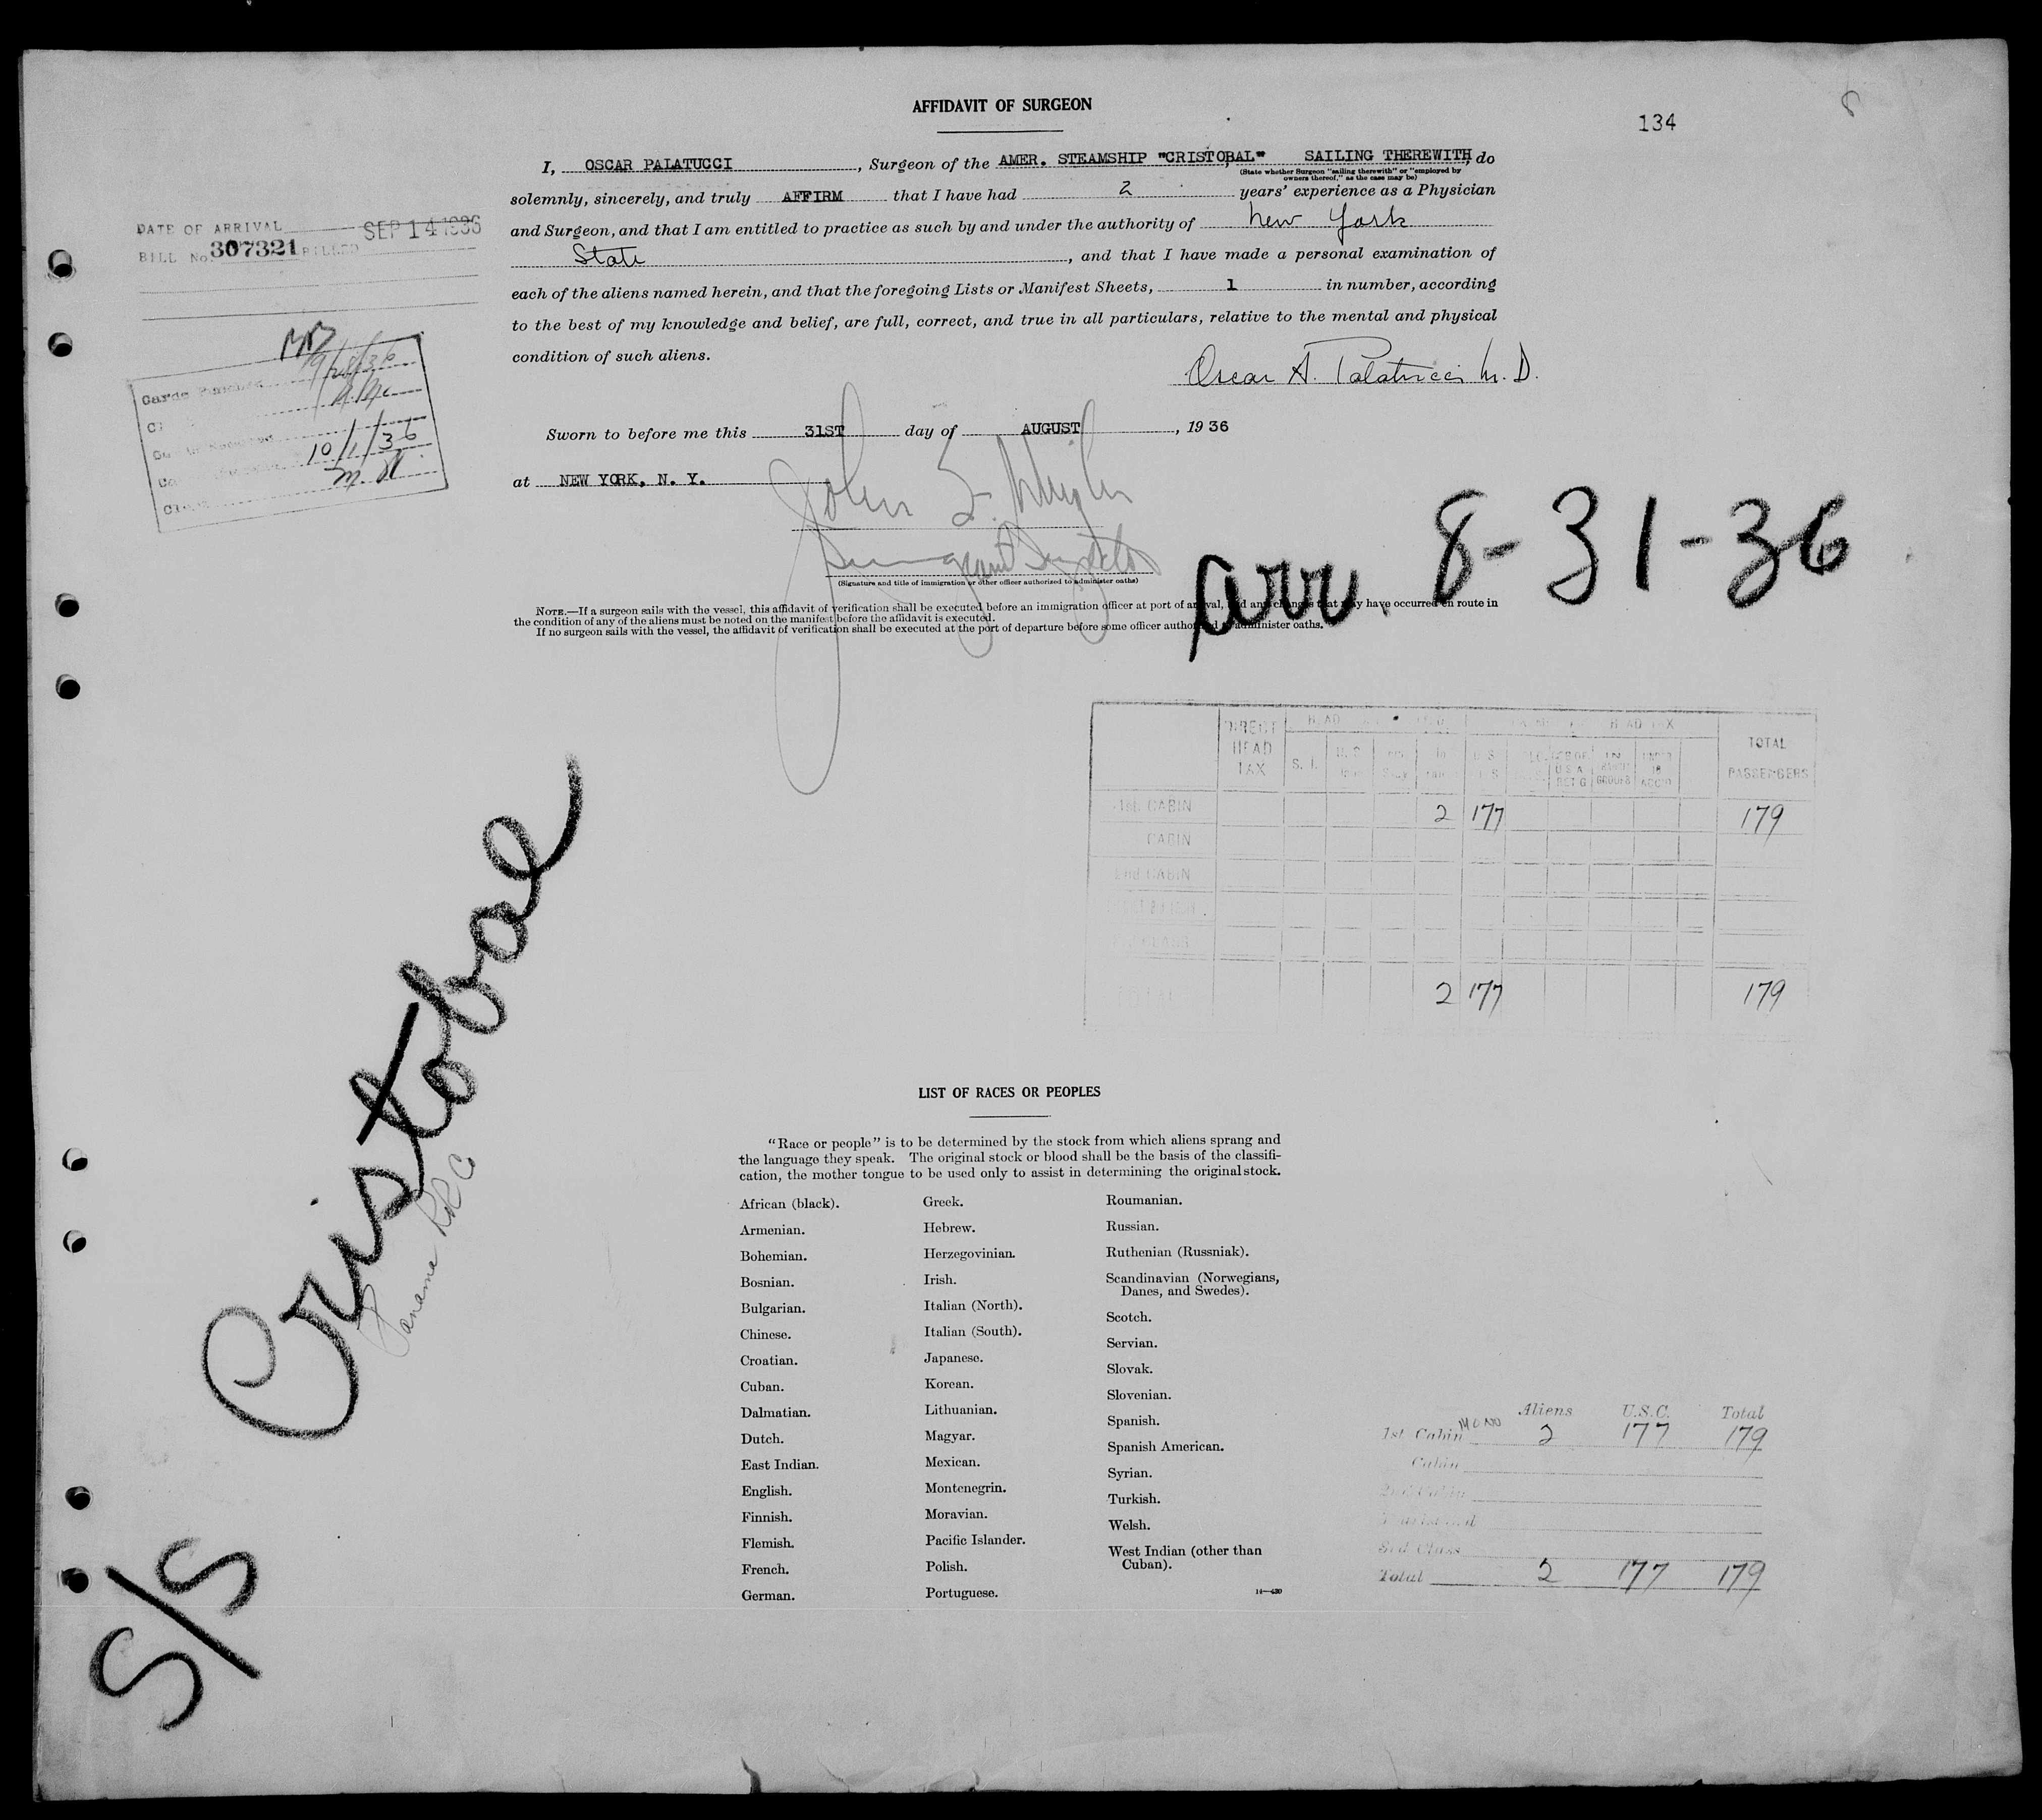 AFFIDAVIT OF SURGEON
134
8
I, OSCAR PALATUCCI, Surgeon of the AMER. STEAMSHIP "CRISTOBAL" SAILING THEREWITH, do
(State whether Surgeon "sailing therewith" or "employed by
owners thereof," as the case may be)
solemnly, sincerely, and truly AFFIRM that I have had 2 years' experience as a Physician
and Surgeon, and that I am entitled to practice as such by and under the authority of New York
State, and that I have made a personal examination of
each of the aliens named herein, and that the foregoing Lists or Manifest Sheets, 1 in number, according
to the best of my knowledge and belief, are full, correct, and true in all particulars, relative to the mental and physical
condition of such aliens.
Oscar A. Palatucci M. D.
DATE OF ARRIVAL SEP 14 1936
BILL No. 307321 BILLED
9/25/36
10/1/36
Sworn to before me this 31ST day of AUGUST, 1936
at NEW YORK, N. Y.
(Signature and title of immigration or other officer authorized to administer oaths)
arr. 8-31-36
NOTE.—If a surgeon sails with the vessel, this affidavit of verification shall be executed before an immigration officer at port of arrival, and any changes that may have occurred en route in
the condition of any of the aliens must be noted on the manifest before the affidavit is executed.
If no surgeon sails with the vessel, the affidavit of verification shall be executed at the port of departure before some officer authorized to administer oaths.
DIRECT HEAD TAX
S. I.
TOTAL PASSENGERS
1st CABIN 2 177 179
CABIN
2nd CABIN
2 177 179
S/S Cristobal
Panama RR Co
LIST OF RACES OR PEOPLES
"Race or people" is to be determined by the stock from which aliens sprang and
the language they speak. The original stock or blood shall be the basis of the classifi-
cation, the mother tongue to be used only to assist in determining the original stock.
African (black).
Armenian.
Bohemian.
Bosnian.
Bulgarian.
Chinese.
Croatian.
Cuban.
Dalmatian.
Dutch.
East Indian.
English.
Finnish.
Flemish.
French.
German.
Greek.
Hebrew.
Herzegovinian.
Irish.
Italian (North).
Italian (South).
Japanese.
Korean.
Lithuanian.
Magyar.
Mexican.
Montenegrin.
Moravian.
Pacific Islander.
Polish.
Portuguese.
Roumanian.
Russian.
Ruthenian (Russniak).
Scandinavian (Norwegians,
Danes, and Swedes).
Scotch.
Servian.
Slovak.
Slovenian.
Spanish.
Spanish American.
Syrian.
Turkish.
Welsh.
West Indian (other than
Cuban).
14—430
Aliens U.S.C. Total
1st Cabin 2 177 179
Cabin
2nd Cabin
3rd Class
Total 2 177 179